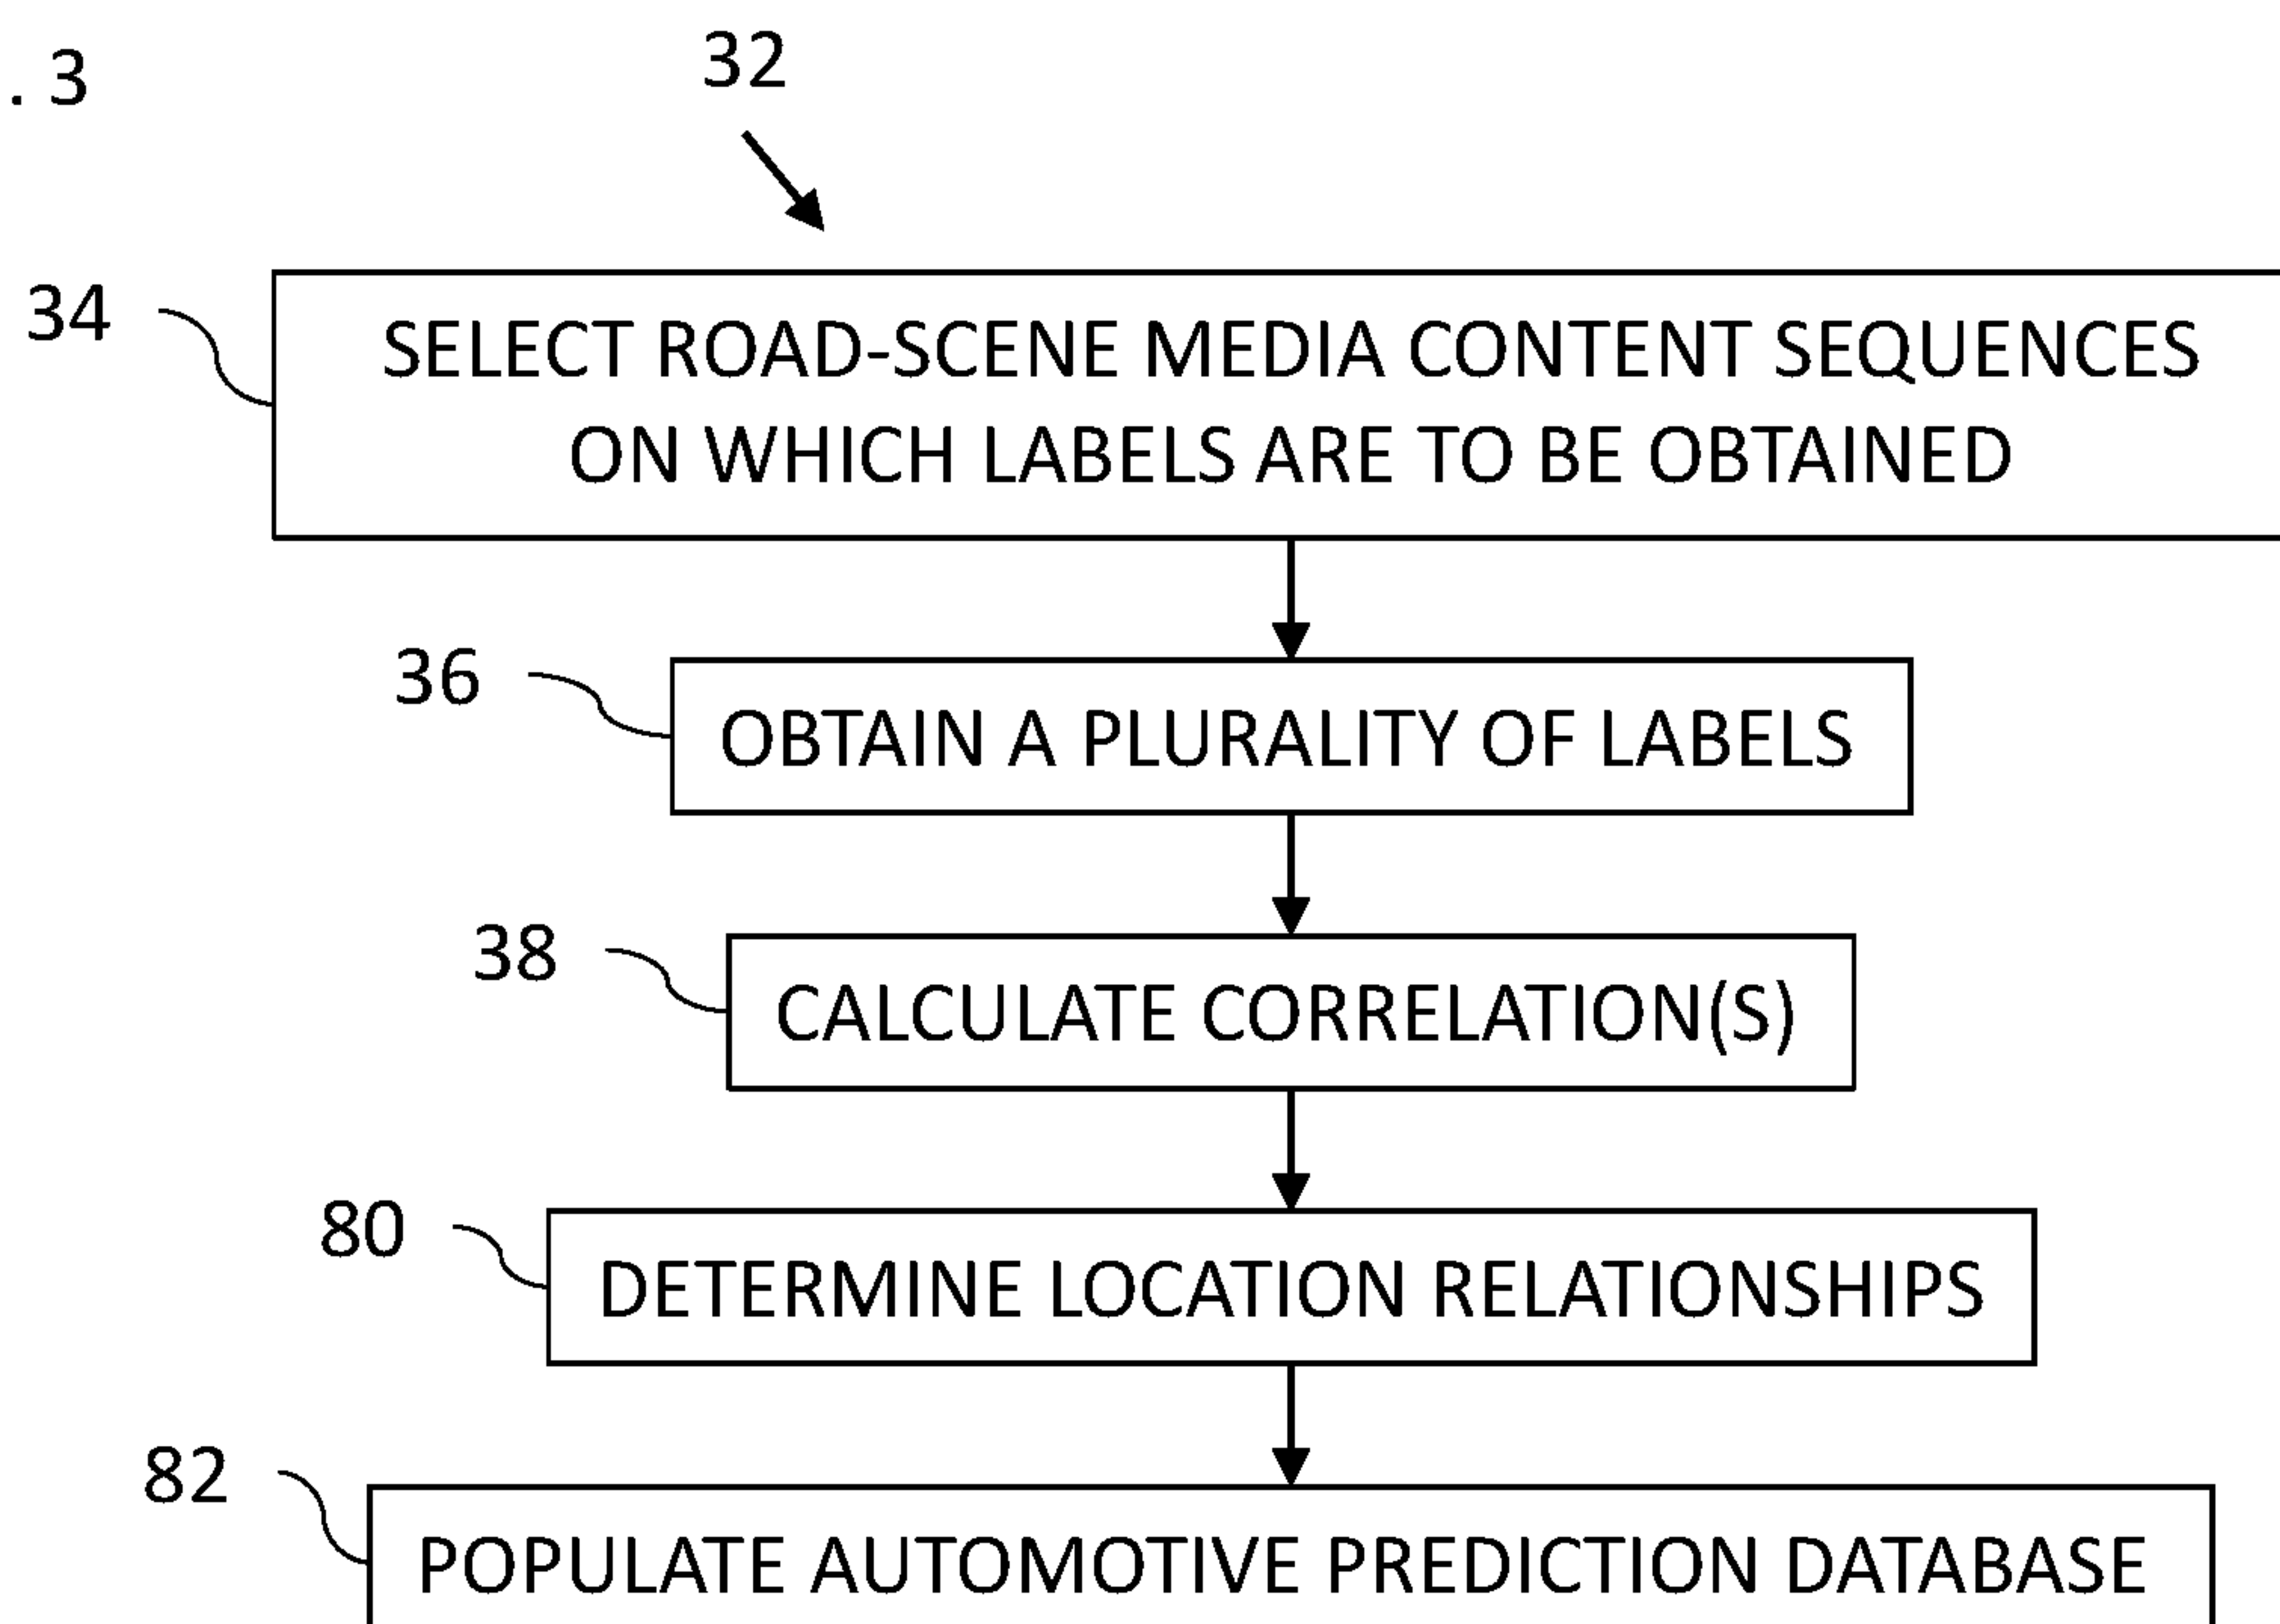 . 3
32
34
SELECT ROAD-SCENE MEDIA CONTENT SEQUENCES
ON WHICH LABELS ARE TO BE OBTAINED
36
OBTAIN A PLURALITY OF LABELS
38
CALCULATE CORRELATION(S)
80
DETERMINE LOCATION RELATIONSHIPS
82
POPULATE AUTOMOTIVE PREDICTION DATABASE